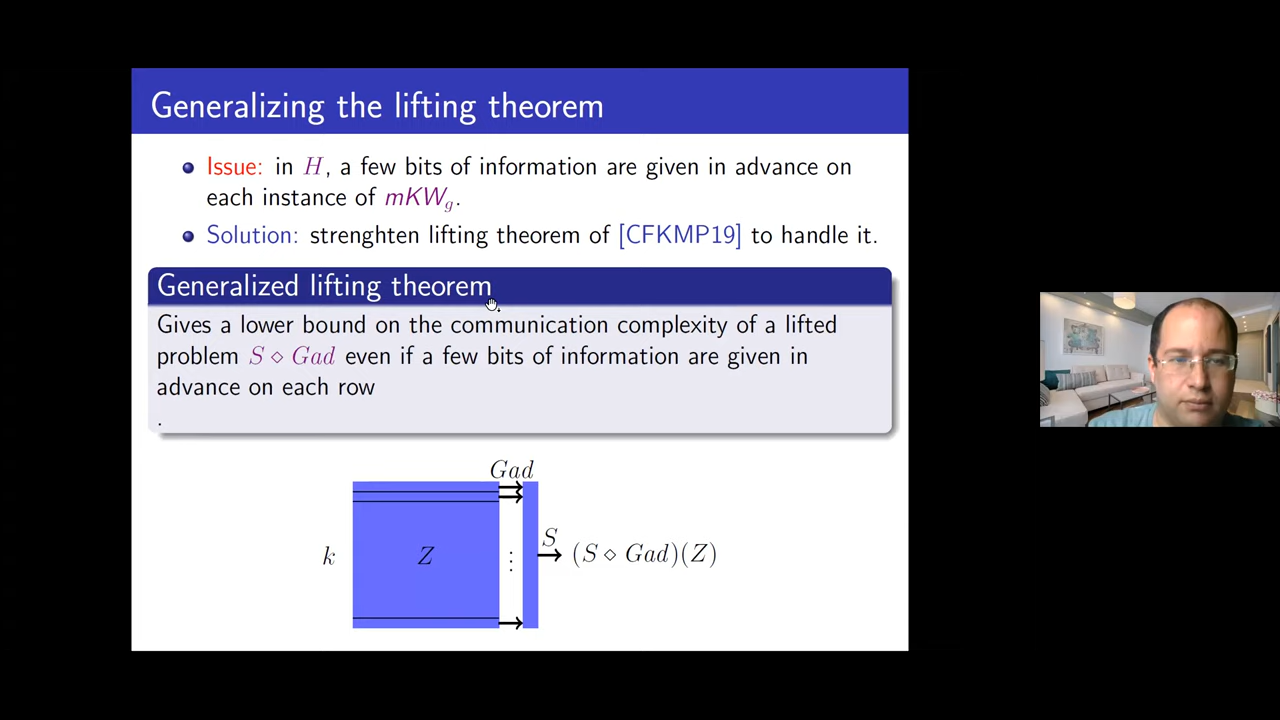 Generalizing the lifting theorem
Issue: in H, a few bits of information are given in advance on
each instance of mKW_g.
Solution: strenghten lifting theorem of [CFKMP19] to handle it.
Generalized lifting theorem
Gives a lower bound on the communication complexity of a lifted
problem S ⋄ Gad even if a few bits of information are given in
advance on each row
.
Gad
k
Z
⋮
S
(S ⋄ Gad)(Z)